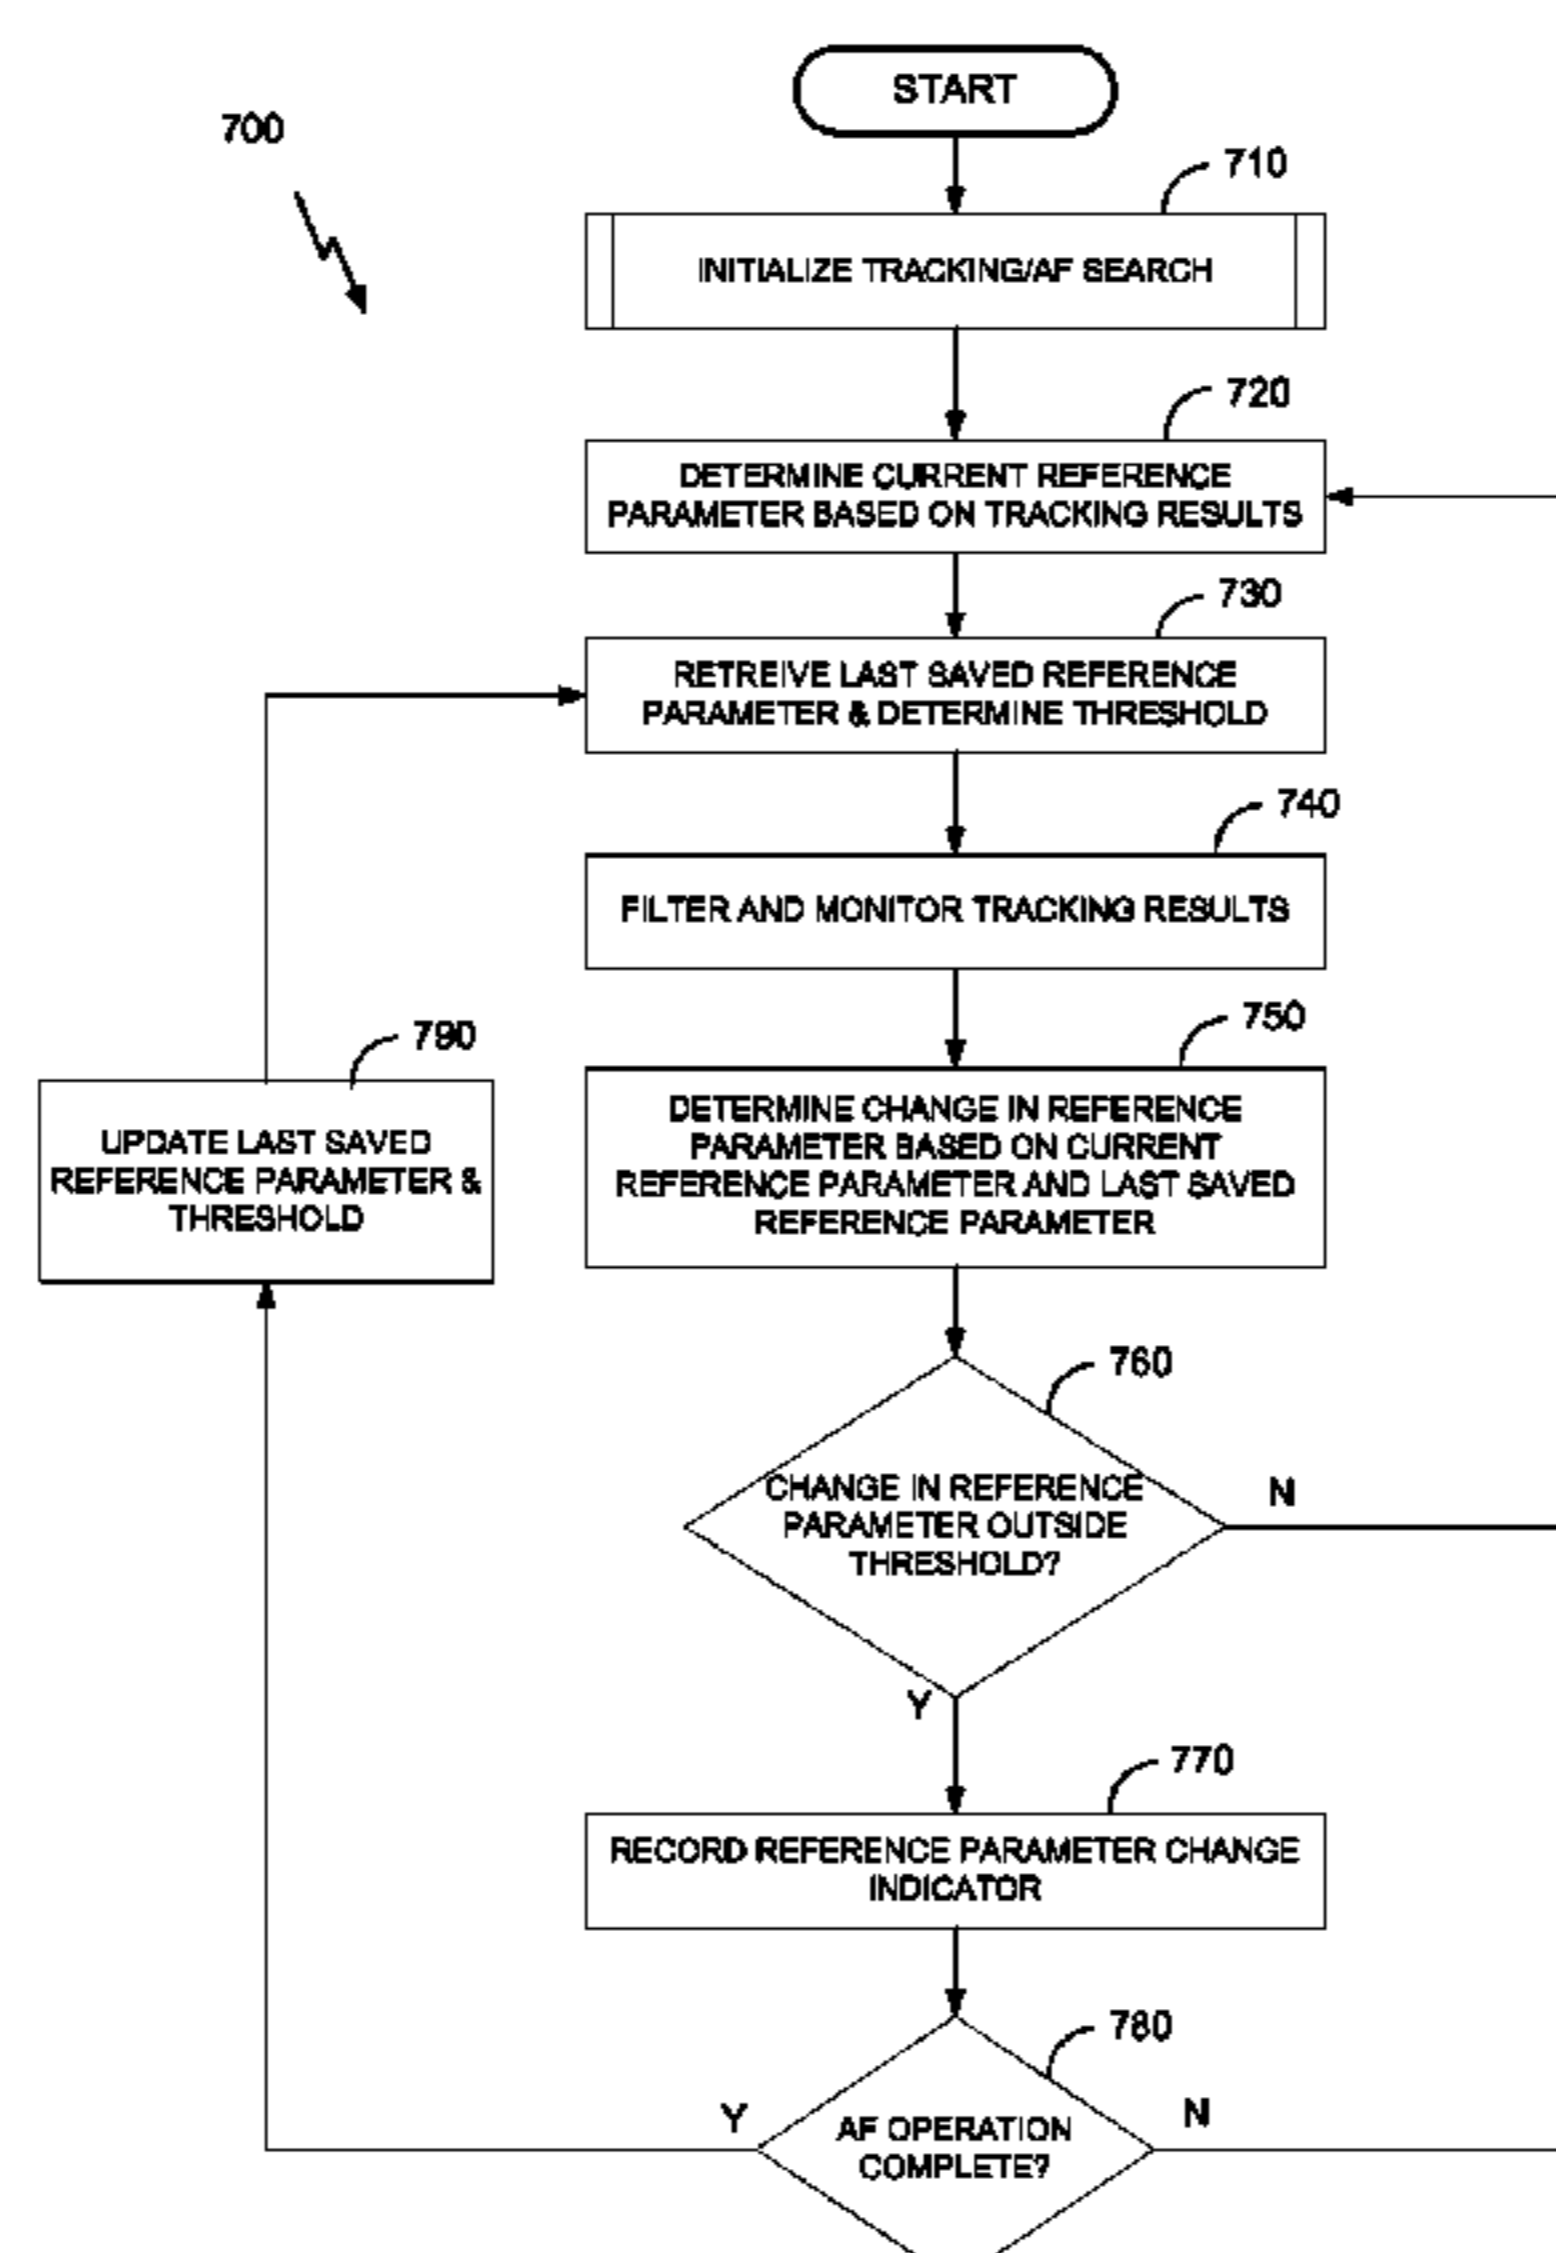 START
700
710
INITIALIZE TRACKING/AF SEARCH
720
DETERMINE CURRENT REFERENCE
PARAMETER BASED ON TRACKING RESULTS
730
RETREIVE LAST SAVED REFERENCE
PARAMETER & DETERMINE THRESHOLD
740
FILTER AND MONITOR TRACKING RESULTS
750
DETERMINE CHANGE IN REFERENCE
PARAMETER BASED ON CURRENT
REFERENCE PARAMETER AND LAST SAVED
REFERENCE PARAMETER
790
UPDATE LAST SAVED
REFERENCE PARAMETER &
THRESHOLD
760
CHANGE IN REFERENCE
PARAMETER OUTSIDE
THRESHOLD?
N
Y
770
RECORD REFERENCE PARAMETER CHANGE
INDICATOR
780
AF OPERATION
COMPLETE?
Y
N